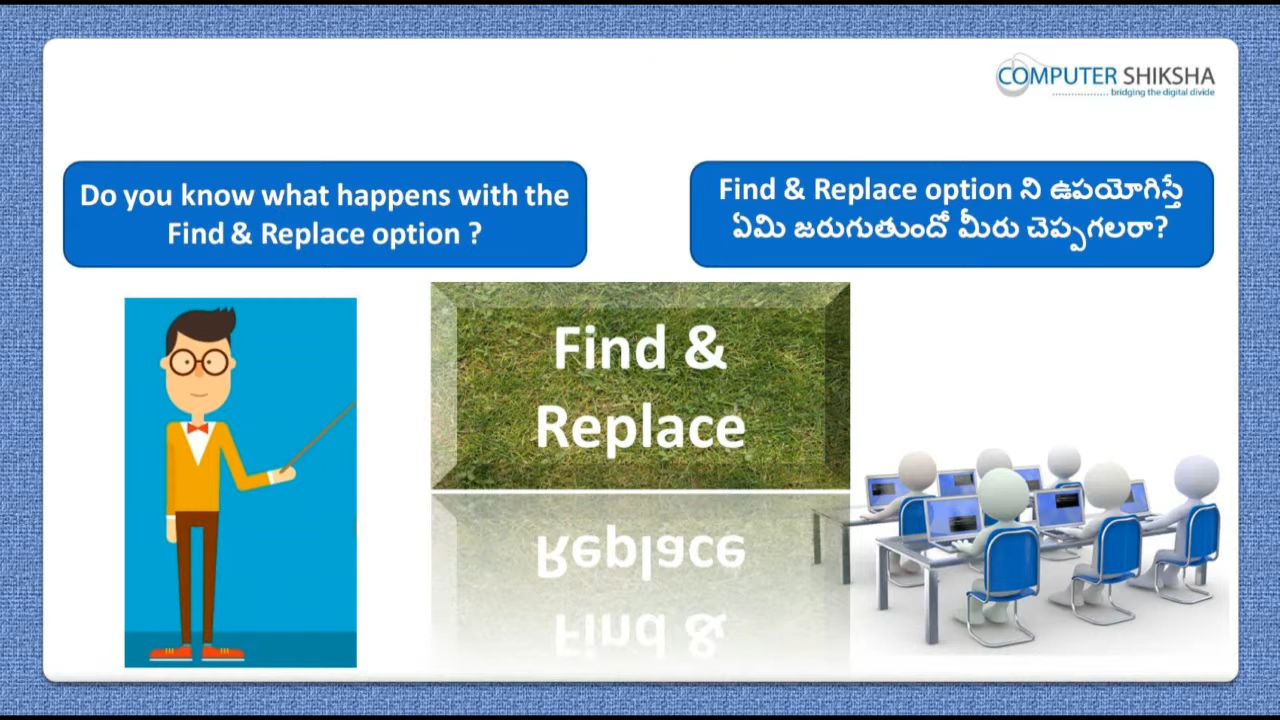 COMPUTER SHIKSHA
bridging the digital divide
Do you know what happens with the
Find & Replace option ?
Find & Replace option ని ఉపయోగిస్తే
ఏమి జరుగుతుందో మీరు చెప్పగలరా?
Find &
Replace